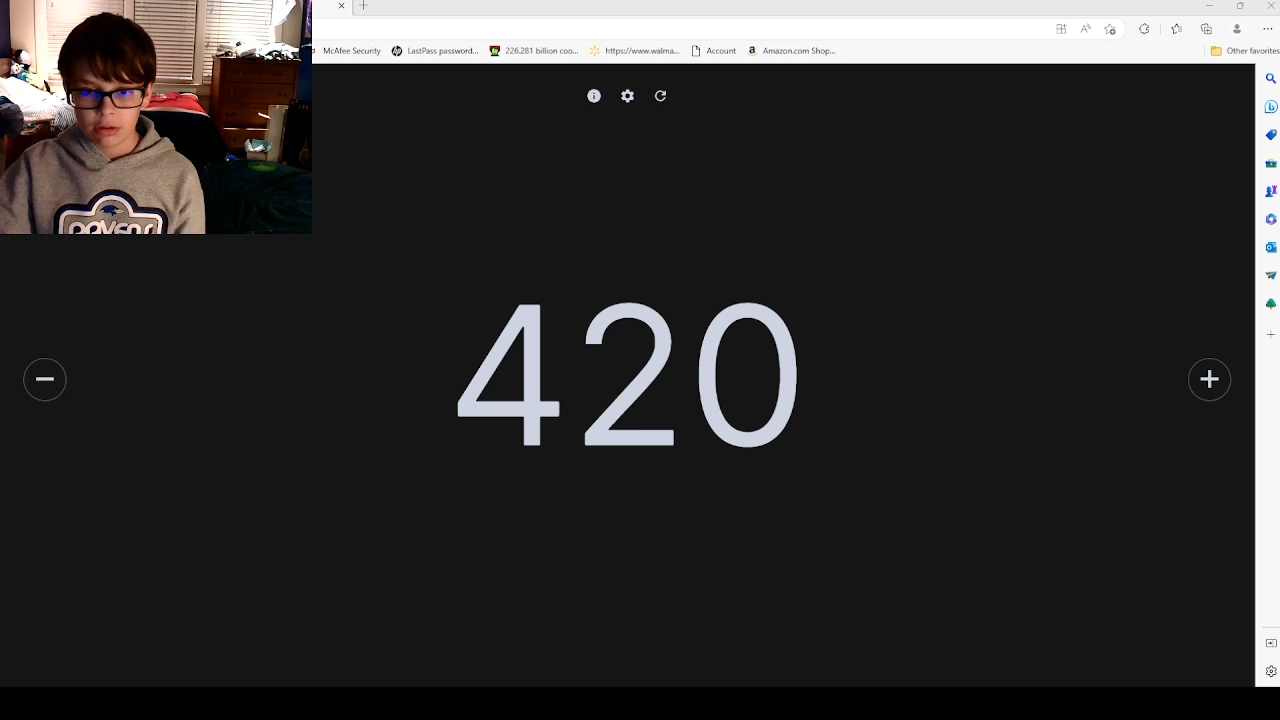 McAfee Security
LastPass password...
226.281 billion coo...
https://www.walma...
Account
Amazon.com Shop...
Other favorites
420